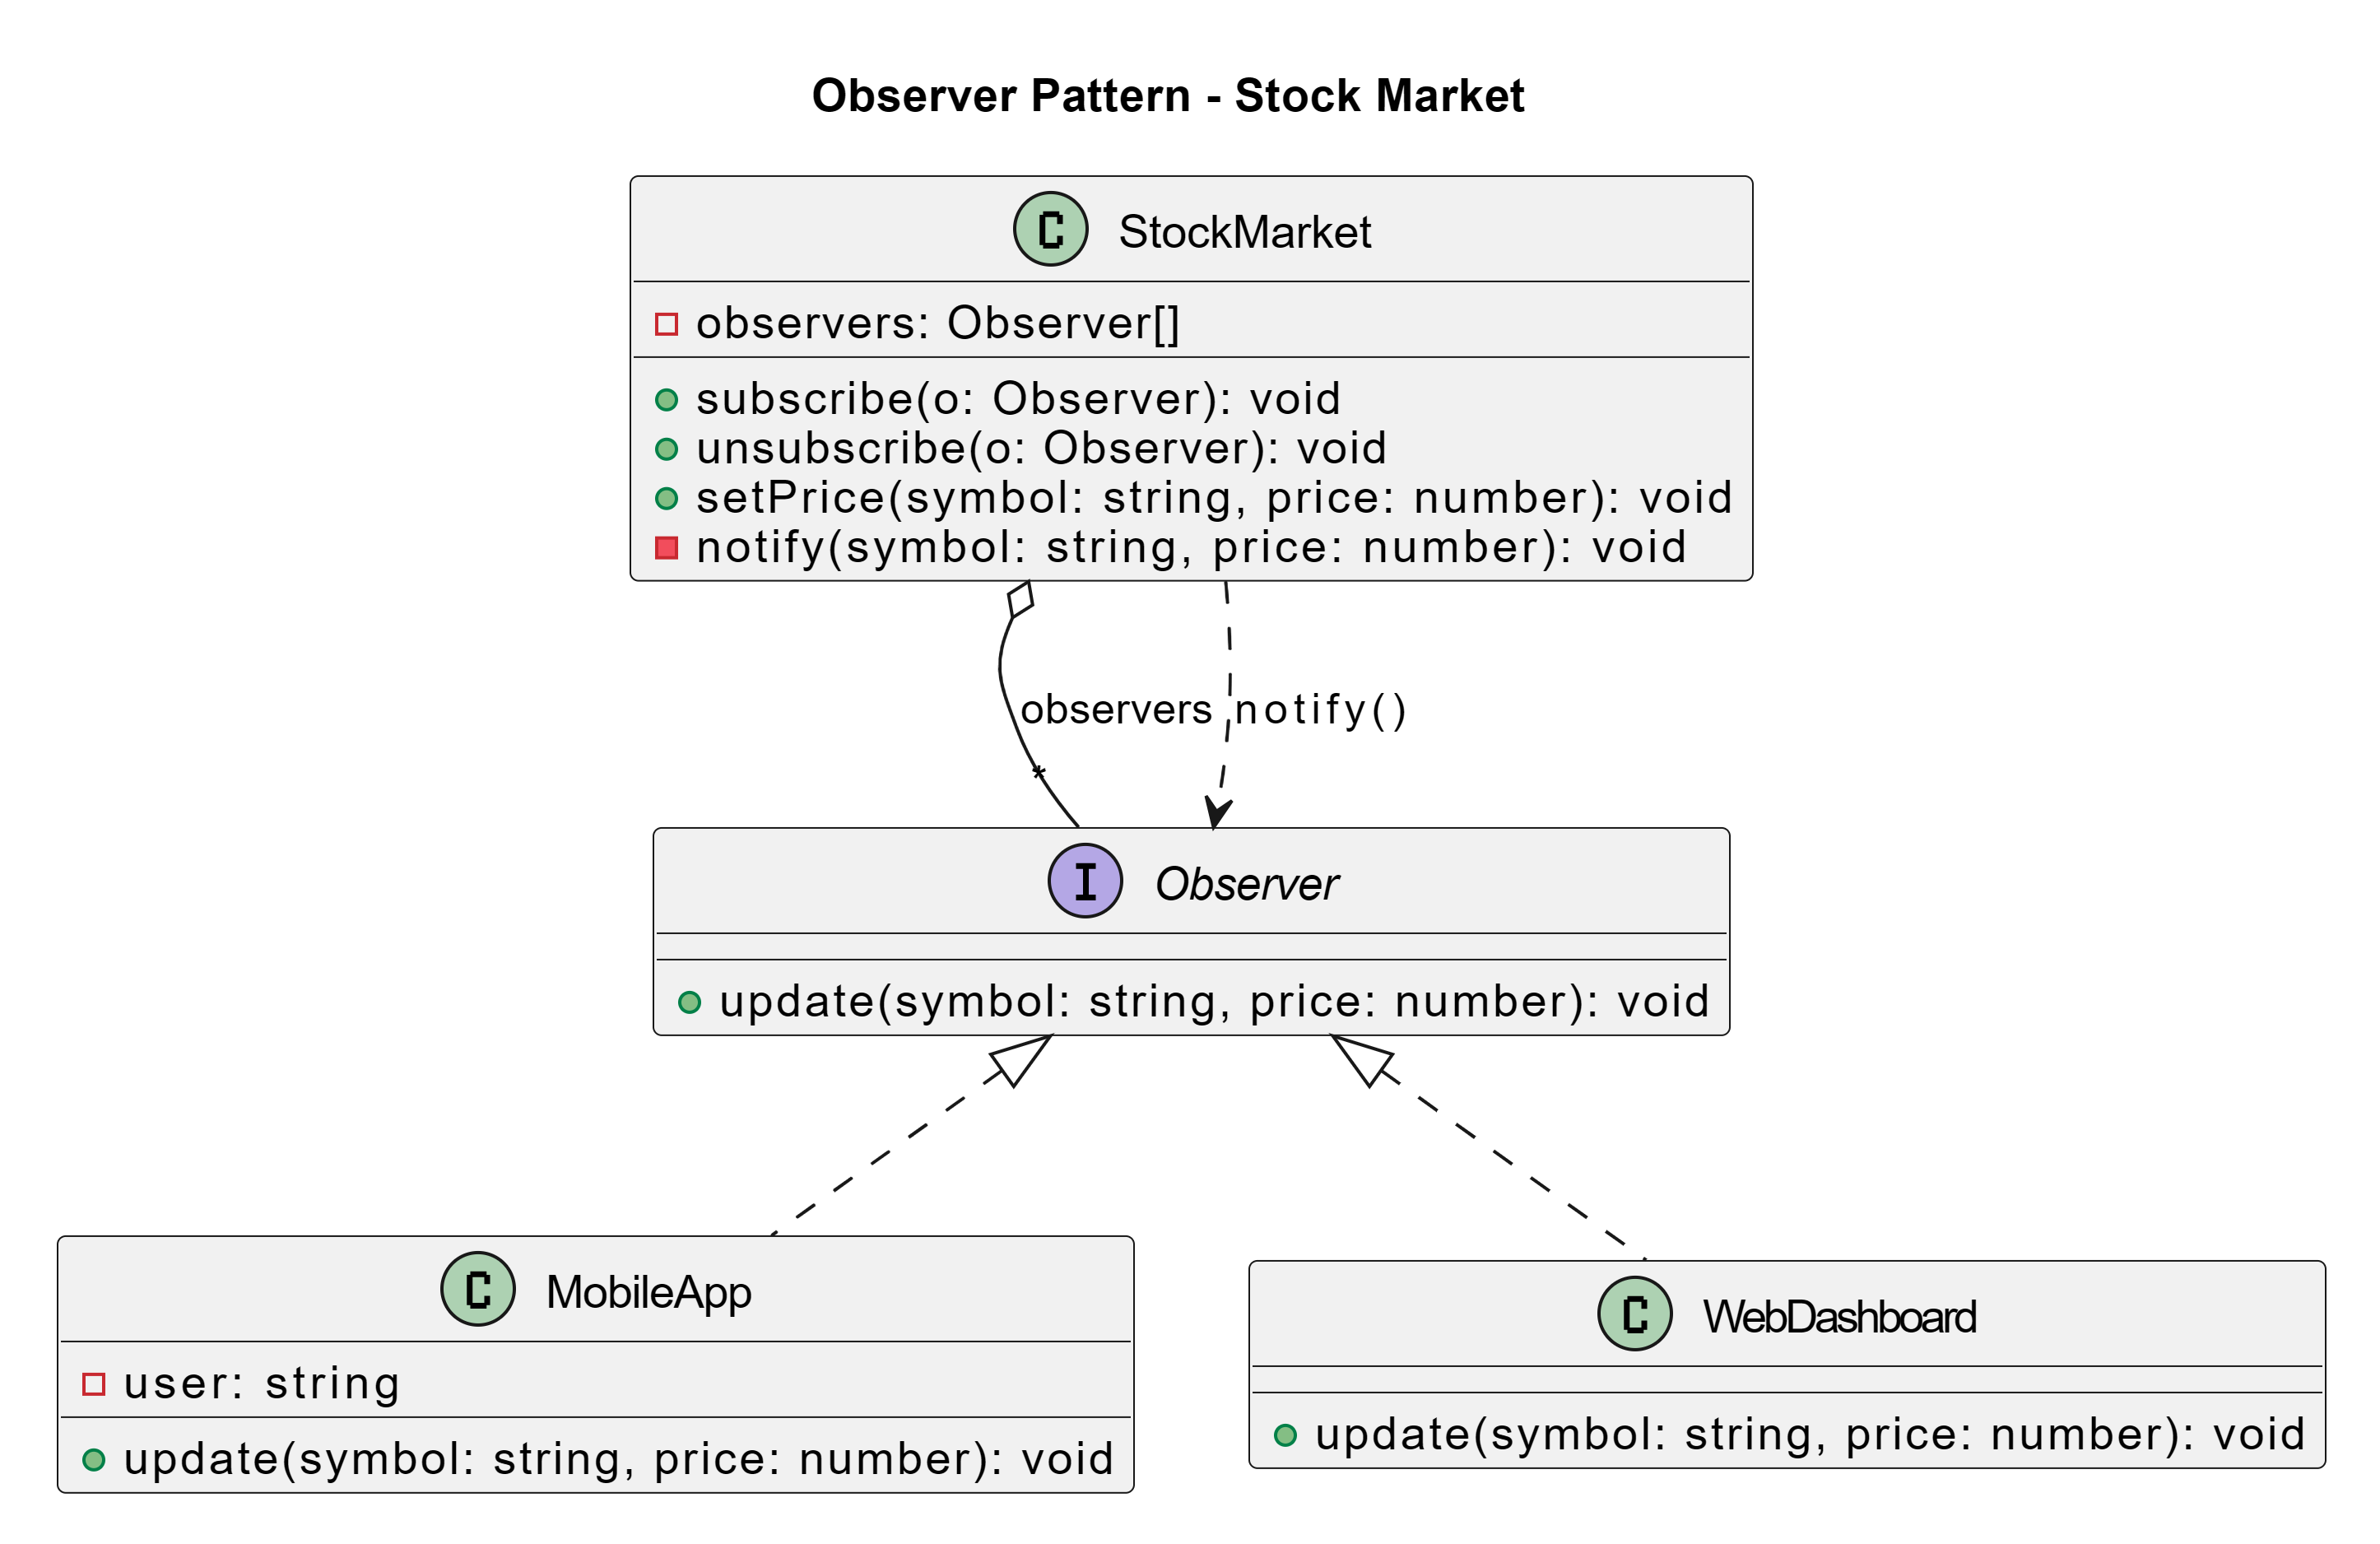 Observer Pattern - Stock Market
C StockMarket
observers: Observer[]
subscribe(o: Observer): void
unsubscribe(o: Observer): void
setPrice(symbol: string, price: number): void
notify(symbol: string, price: number): void
observers notify()
*
I Observer
update(symbol: string, price: number): void
C MobileApp
user: string
update(symbol: string, price: number): void
C WebDashboard
update(symbol: string, price: number): void